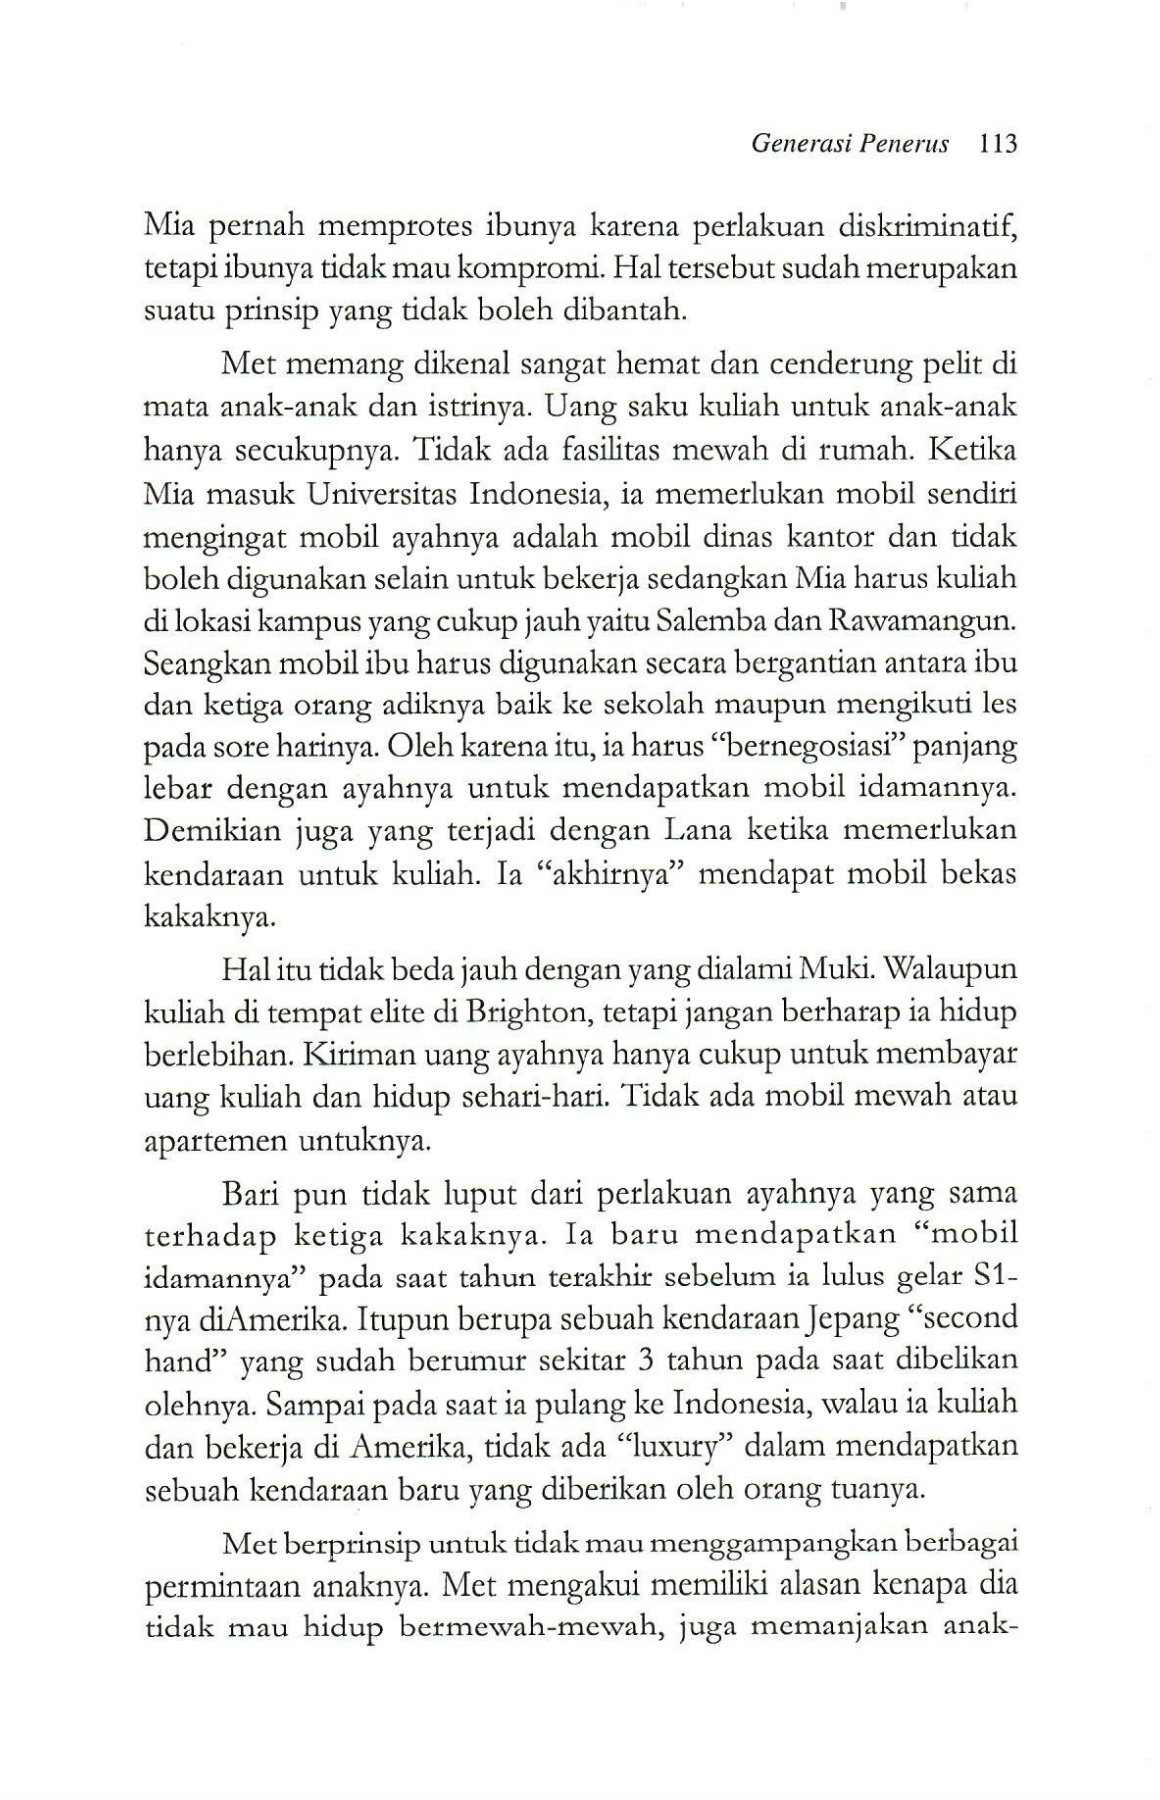 Generasi Penerus 113
Mia pernah memprotes ibunya karena perlakuan diskriminatif,
tetapi ibunya tidak mau kompromi. Hal tersebut sudah merupakan
suatu prinsip yang tidak boleh dibantah.
Met memang dikenal sangat hemat dan cenderung pelit di
mata anak-anak dan istrinya. Uang saku kuliah untuk anak-anak
hanya secukupnya. Tidak ada fasilitas mewah di rumah. Ketika
Mia masuk Universitas Indonesia, ia memerlukan mobil sendiri
mengingat mobil ayahnya adalah mobil dinas kantor dan tidak
boleh digunakan selain untuk bekerja sedangkan Mia harus kuliah
di lokasi kampus yang cukup jauh yaitu Salemba dan Rawamangun.
Seangkan mobil ibu harus digunakan secara bergantian antara ibu
dan ketiga orang adiknya baik ke sekolah maupun mengikuti les
pada sore harinya. Oleh karena itu, ia harus “bernegosiasi” panjang
lebar dengan ayahnya untuk mendapatkan mobil idamannya.
Demikian juga yang terjadi dengan Lana ketika memerlukan
kendaraan untuk kuliah. Ia “akhirnya” mendapat mobil bekas
kakaknya.
Hal itu tidak beda jauh dengan yang dialami Muki. Walaupun
kuliah di tempat elite di Brighton, tetapi jangan berharap ia hidup
berlebihan. Kiriman uang ayahnya hanya cukup untuk membayar
uang kuliah dan hidup sehari-hari. Tidak ada mobil mewah atau
apartemen untuknya.
Bari pun tidak luput dari perlakuan ayahnya yang sama
terhadap ketiga kakaknya. Ia baru mendapatkan “mobil
idamannya” pada saat tahun terakhir sebelum ia lulus gelar S1-
nya diAmerika. Itupun berupa sebuah kendaraan Jepang “second
hand” yang sudah berumur sekitar 3 tahun pada saat dibelikan
olehnya. Sampai pada saat ia pulang ke Indonesia, walau ia kuliah
dan bekerja di Amerika, tidak ada “luxury” dalam mendapatkan
sebuah kendaraan baru yang diberikan oleh orang tuanya.
Met berprinsip untuk tidak mau menggampangkan berbagai
permintaan anaknya. Met mengakui memiliki alasan kenapa dia
tidak mau hidup bermewah-mewah, juga memanjakan anak-